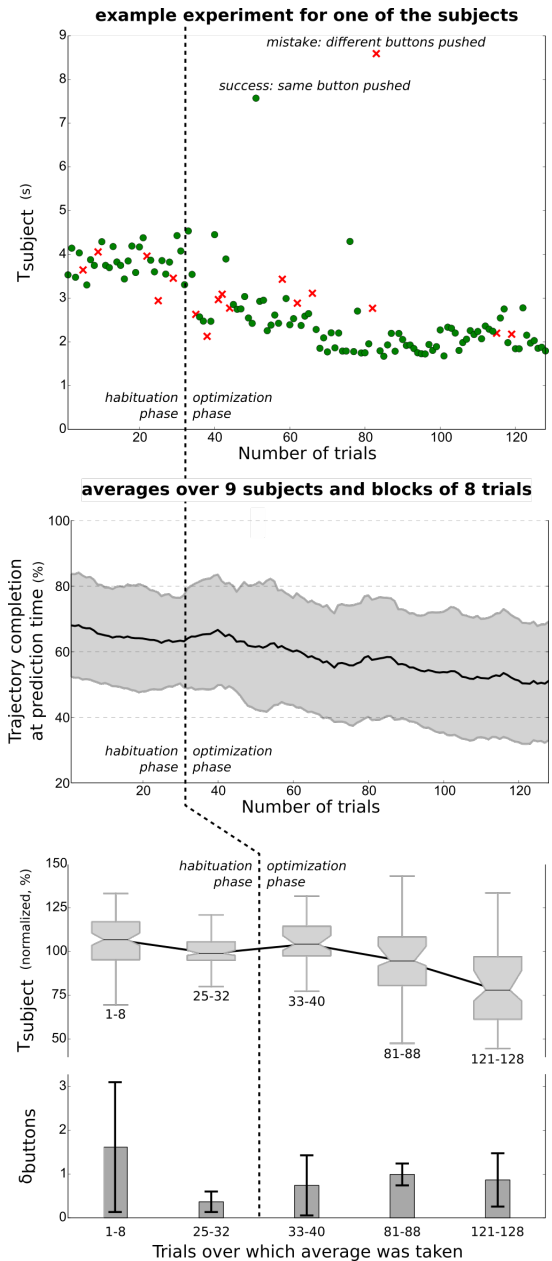 example experiment for one of the subjects
9
mistake: different buttons pushed
8
success: same button pushed
7
6
5
4
3
2
1
0
Tsubject (s)
habituation phase
optimization phase
20 40 60 80 100 120
Number of trials
averages over 9 subjects and blocks of 8 trials
100
80
60
40
20
Trajectory completion
at prediction time (%)
habituation phase
optimization phase
20 40 60 80 100 120
Number of trials
habituation phase
optimization phase
150
125
100
75
50
Tsubject (normalized, %)
1-8
25-32
33-40
81-88
121-128
3
2
1
0
δbuttons
1-8 25-32 33-40 81-88 121-128
Trials over which average was taken